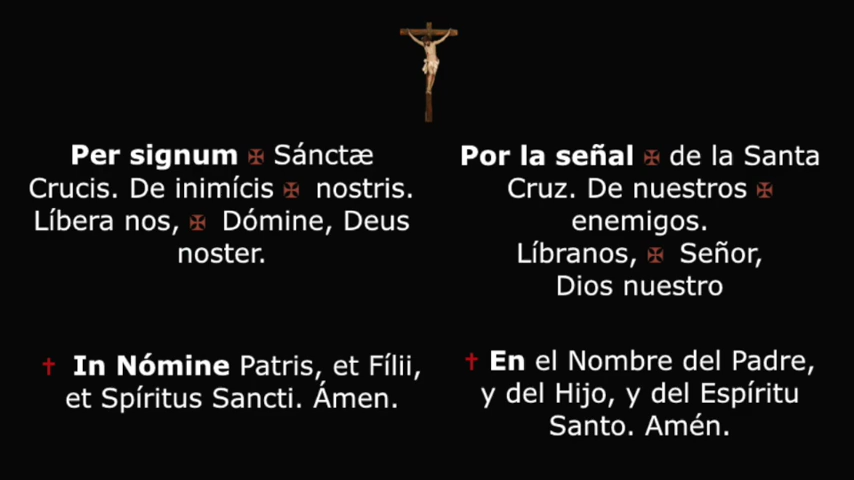 Per signum ✠ Sánctæ
Crucis. De inimícis ✠ nostris.
Líbera nos, ✠ Dómine, Deus
noster.
✝ In Nómine Patris, et Fílii,
et Spíritus Sancti. Ámen.
Por la señal ✠ de la Santa
Cruz. De nuestros ✠
enemigos.
Líbranos, ✠ Señor,
Dios nuestro
✝ En el Nombre del Padre,
y del Hijo, y del Espíritu
Santo. Amén.